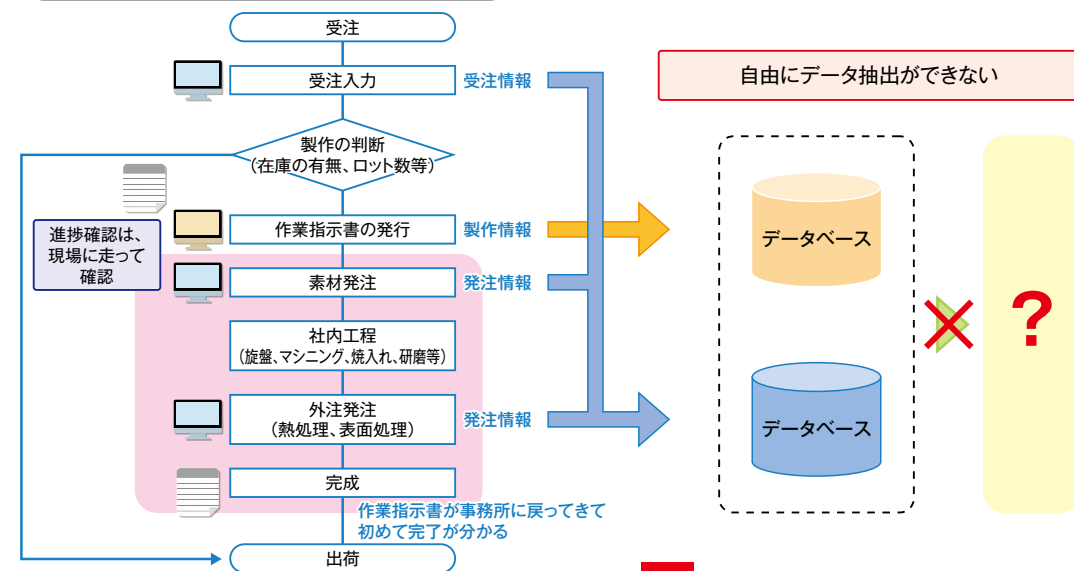 受注
受注入力
受注情報
自由にデータ抽出ができない
製作の判断
(在庫の有無、ロット数等)
進捗確認は、
現場に走って
確認
作業指示書の発行
製作情報
データベース
素材発注
発注情報
社内工程
(旋盤、マシニング、焼入れ、研磨等)
?
外注発注
(熱処理、表面処理)
発注情報
データベース
完成
作業指示書が事務所に戻ってきて
初めて完了が分かる
出荷